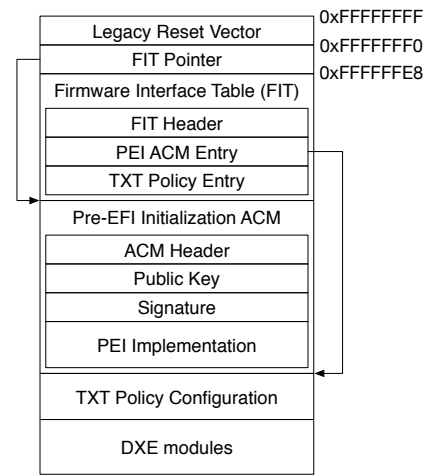 0xFFFFFFFF
Legacy Reset Vector
0xFFFFFFF0
FIT Pointer
0xFFFFFFE8
Firmware Interface Table (FIT)
FIT Header
PEI ACM Entry
TXT Policy Entry
Pre-EFI Initialization ACM
ACM Header
Public Key
Signature
PEI Implementation
TXT Policy Configuration
DXE modules